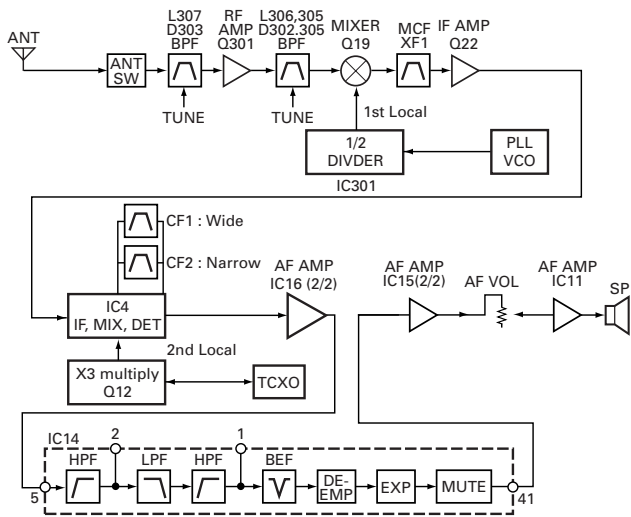 ANT
ANT
SW
L307
D303
BPF
TUNE
RF
AMP
Q301
L306,305
D302.305
BPF
TUNE
MIXER
Q19
1st Local
MCF
XF1
IF AMP
Q22
1/2
DIVDER
IC301
PLL
VCO
CF1 : Wide
CF2 : Narrow
IC4
IF, MIX, DET
2nd Local
X3 multiply
Q12
TCXO
AF AMP
IC16 (2/2)
AF AMP
IC15(2/2)
AF VOL
AF AMP
IC11
SP
IC14
5
HPF
2
LPF
HPF
1
BEF
DE-
EMP
EXP
MUTE
41